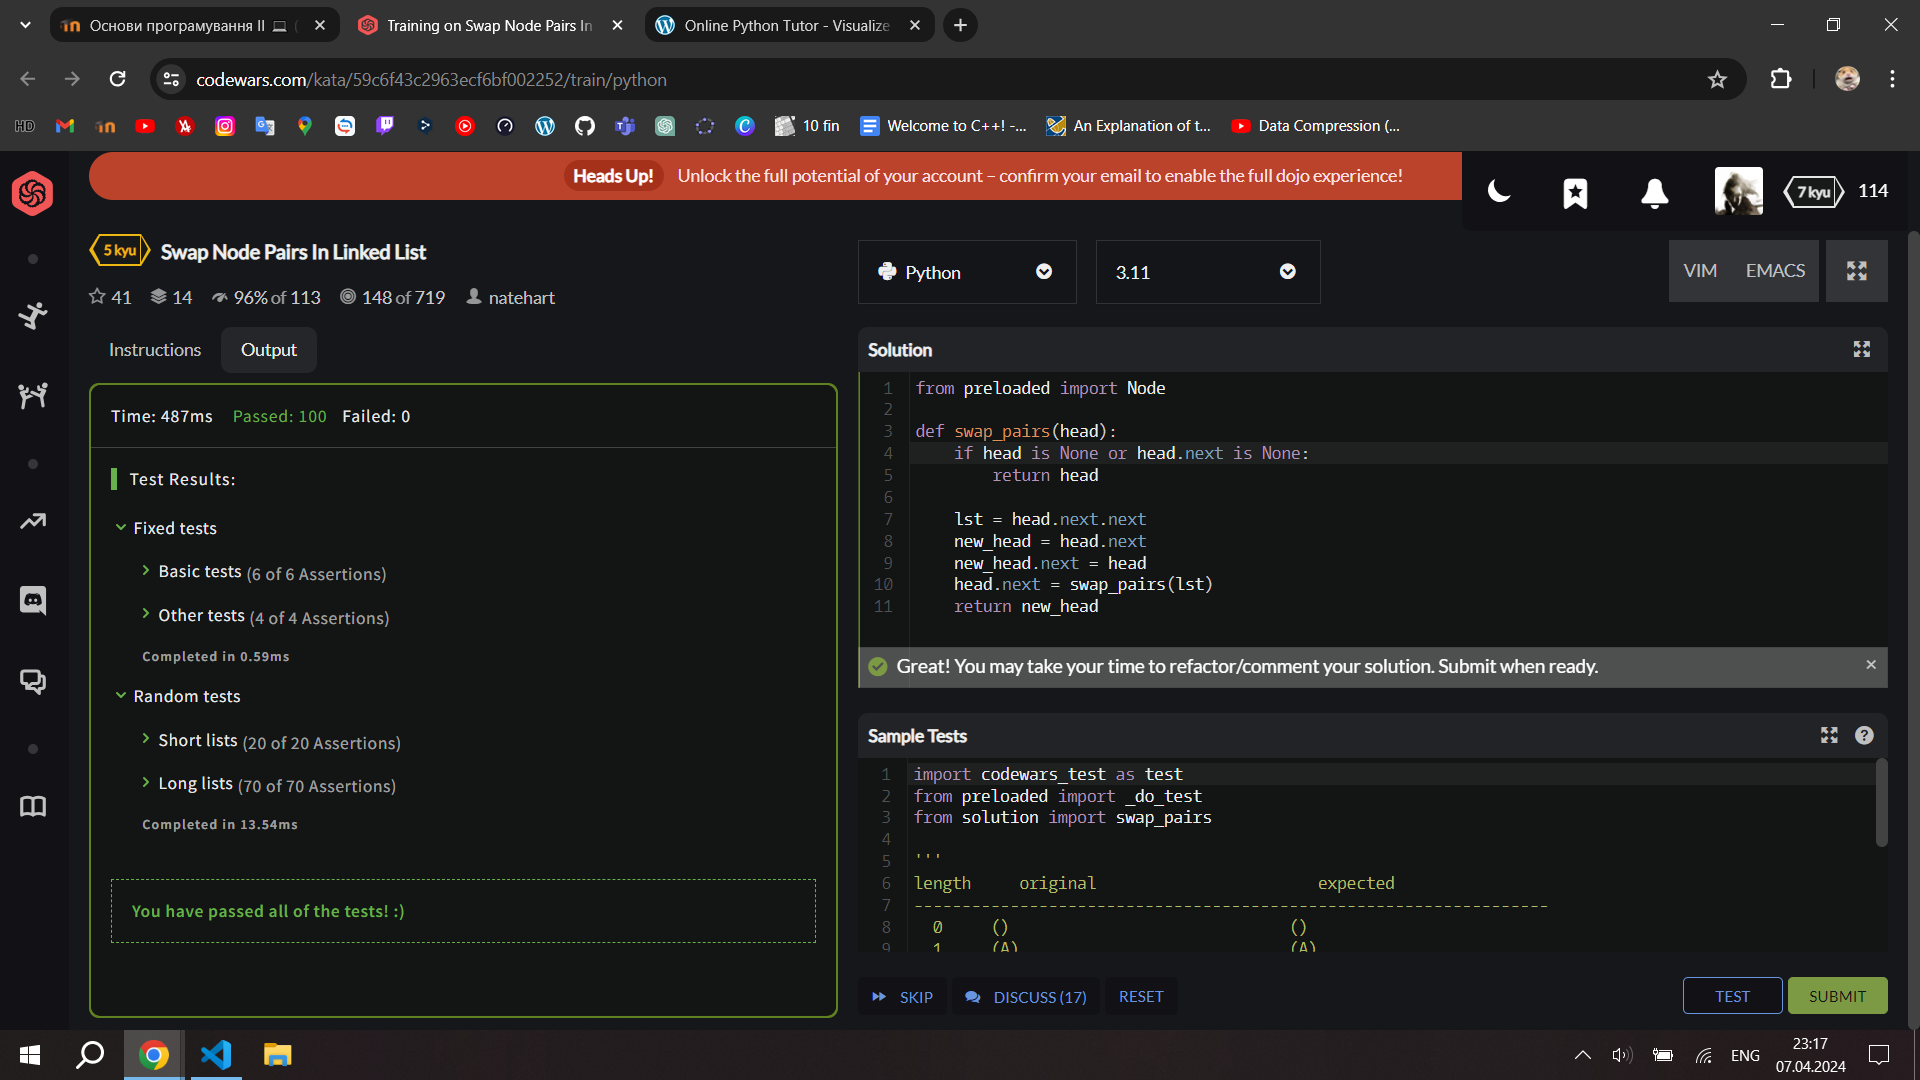 Основи програмування II 💻 (
Training on Swap Node Pairs In
Online Python Tutor - Visualize
codewars.com/kata/59c6f43c2963ecf6bf002252/train/python
HD
10 fin
Welcome to C++! -...
An Explanation of t...
Data Compression (...
Heads Up! Unlock the full potential of your account – confirm your email to enable the full dojo experience!
7 kyu 114
5 kyu Swap Node Pairs In Linked List
41 14 96% of 113 148 of 719 natehart
Python 3.11
VIM EMACS
Instructions Output
Time: 487ms Passed: 100 Failed: 0
Test Results:
Fixed tests
Basic tests (6 of 6 Assertions)
Other tests (4 of 4 Assertions)
Completed in 0.59ms
Random tests
Short lists (20 of 20 Assertions)
Long lists (70 of 70 Assertions)
Completed in 13.54ms
You have passed all of the tests! :)
Solution
1 from preloaded import Node
2
3 def swap_pairs(head):
4 if head is None or head.next is None:
5 return head
6
7 lst = head.next.next
8 new_head = head.next
9 new_head.next = head
10 head.next = swap_pairs(lst)
11 return new_head
Great! You may take your time to refactor/comment your solution. Submit when ready.
Sample Tests
1 import codewars_test as test
2 from preloaded import _do_test
3 from solution import swap_pairs
4
5 '''
6 length original expected
7 ------------------------------------------------------------------
8 0 () ()
9 1 (A) (A)
SKIP DISCUSS (17) RESET
TEST SUBMIT
ENG
23:17
07.04.2024